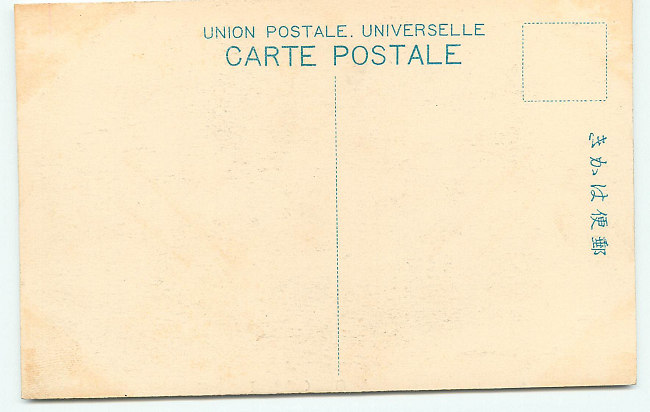 UNION POSTALE. UNIVERSELLE
CARTE POSTALE
郵便はかき